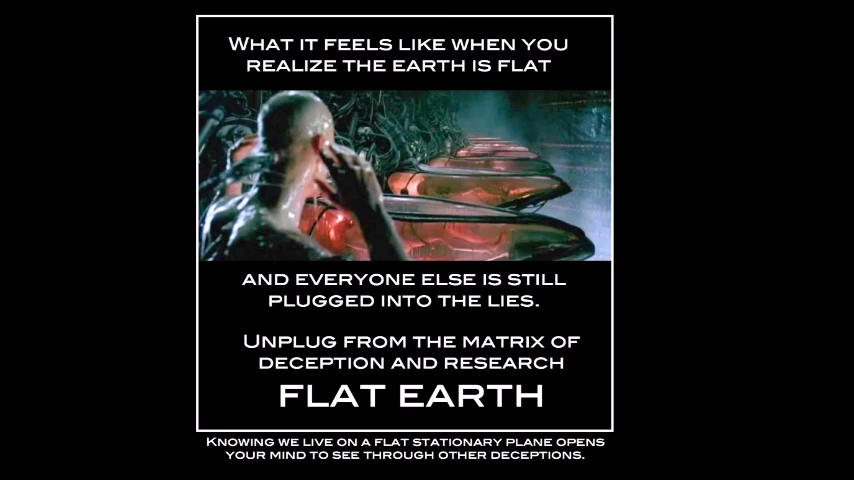 What it feels like when you
realize the earth is flat
and everyone else is still
plugged into the lies.
Unplug from the matrix of
deception and research
FLAT EARTH
Knowing we live on a flat stationary plane opens
your mind to see through other deceptions.